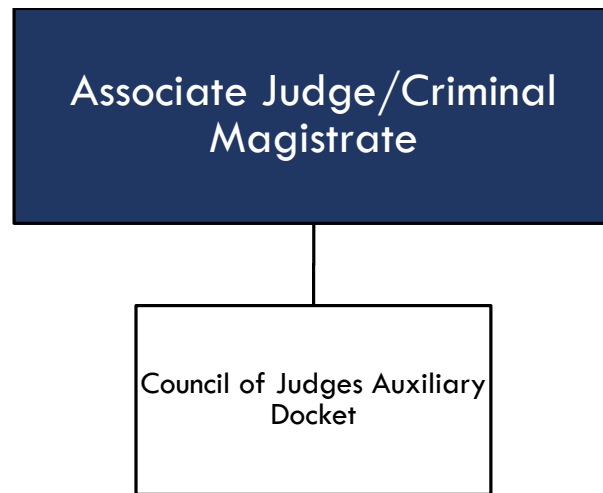 Associate Judge/Criminal
Magistrate
Council of Judges Auxiliary
Docket